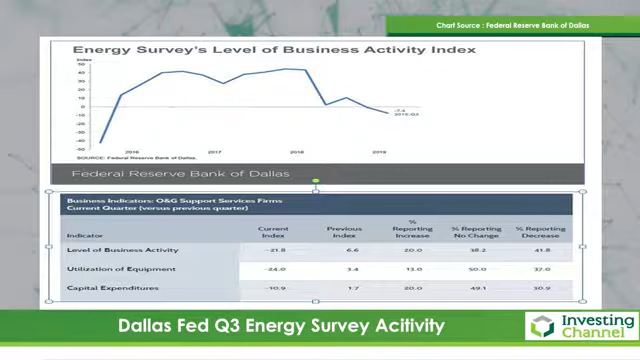 Chart Source : Federal Reserve Bank of Dallas
Energy Survey's Level of Business Activity Index
Index
50
40
30
20
10
0
-10
-20
-30
-40
-50
-7.4
2019:Q3
2016 2017 2018 2019
SOURCE: Federal Reserve Bank of Dallas.
Federal Reserve Bank of Dallas
Business Indicators: O&G Support Services Firms
Current Quarter (versus previous quarter)
Indicator Current Index Previous Index % Reporting Increase % Reporting No Change % Reporting Decrease
Level of Business Activity -21.8 6.6 20.0 38.2 41.8
Utilization of Equipment -24.0 3.4 13.0 50.0 37.0
Capital Expenditures -10.9 1.7 20.0 49.1 30.9
Dallas Fed Q3 Energy Survey Acitivity
Investing
Channel